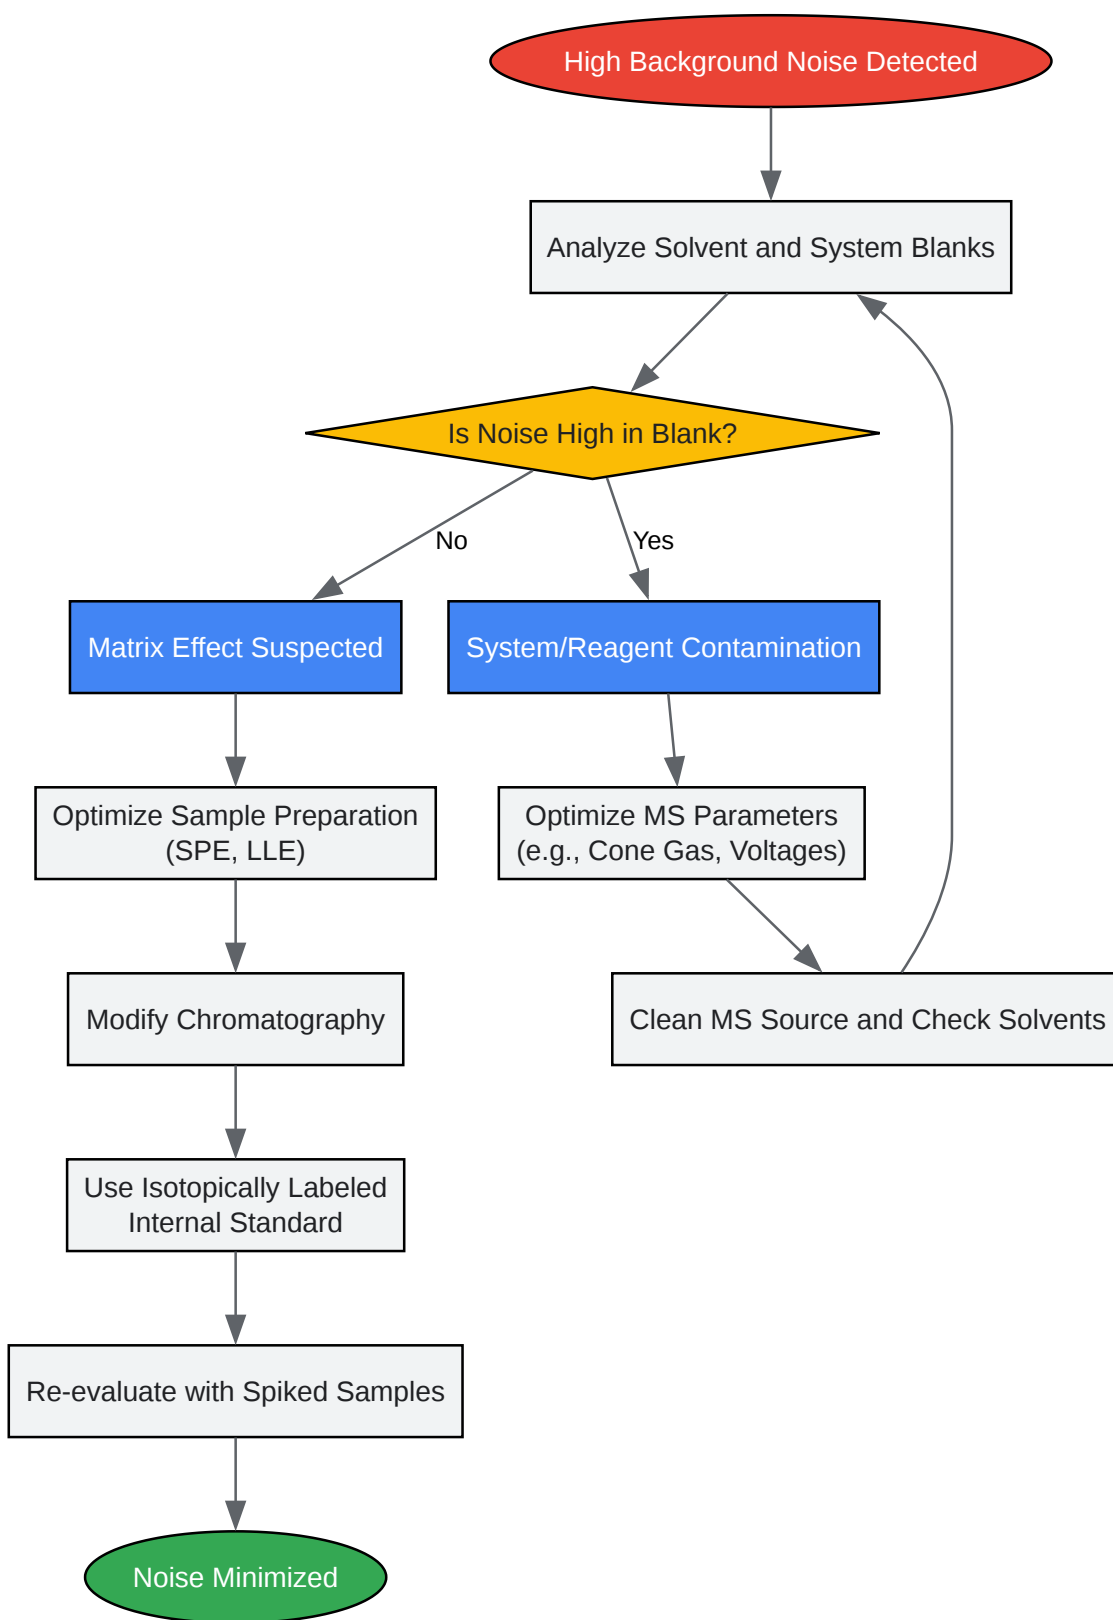 High Background Noise Detected
Analyze Solvent and System Blanks
Is Noise High in Blank?
No
Yes
Matrix Effect Suspected
System/Reagent Contamination
Optimize Sample Preparation
(SPE, LLE)
Optimize MS Parameters
(e.g., Cone Gas, Voltages)
Modify Chromatography
Clean MS Source and Check Solvents
Use Isotopically Labeled
Internal Standard
Re-evaluate with Spiked Samples
Noise Minimized